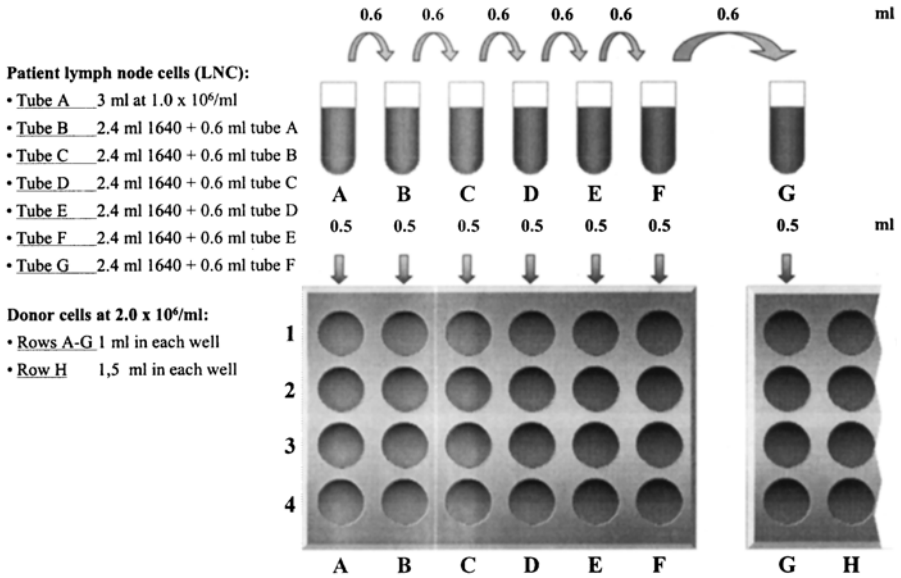 0.6 0.6 0.6 0.6 0.6 0.6 ml
Patient lymph node cells (LNC):
• Tube A 3 ml at 1.0 x 10⁶/ml
• Tube B 2.4 ml 1640 + 0.6 ml tube A
• Tube C 2.4 ml 1640 + 0.6 ml tube B
• Tube D 2.4 ml 1640 + 0.6 ml tube C
• Tube E 2.4 ml 1640 + 0.6 ml tube D
• Tube F 2.4 ml 1640 + 0.6 ml tube E
• Tube G 2.4 ml 1640 + 0.6 ml tube F
Donor cells at 2.0 x 10⁶/ml:
• Rows A-G 1 ml in each well
• Row H 1,5 ml in each well
A B C D E F G
0.5 0.5 0.5 0.5 0.5 0.5 0.5 ml
1
2
3
4
A B C D E F G H